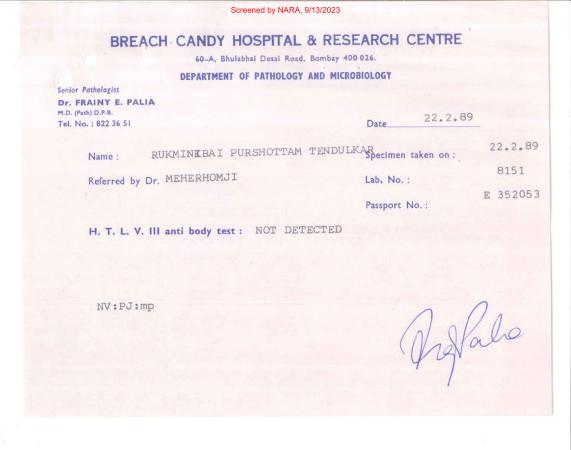 Screened by NARA, 9/13/2023
BREACH CANDY HOSPITAL & RESEARCH CENTRE
60-A, Bhulabhai Desai Road, Bombay 400 026.
DEPARTMENT OF PATHOLOGY AND MICROBIOLOGY
Senior Pathologist
Dr. FRAINY E. PALIA
M.D. (Path) D.P.B.
Tel. No. : 822 36 51
Date 22.2.89
Name : RUKMINIBAI PURSHOTTAM TENDULKAR Specimen taken on : 22.2.89
Referred by Dr. MEHERHOMJI Lab. No. : 8151
Passport No. : E 352053
H. T. L. V. III anti body test : NOT DETECTED
NV:PJ:mp